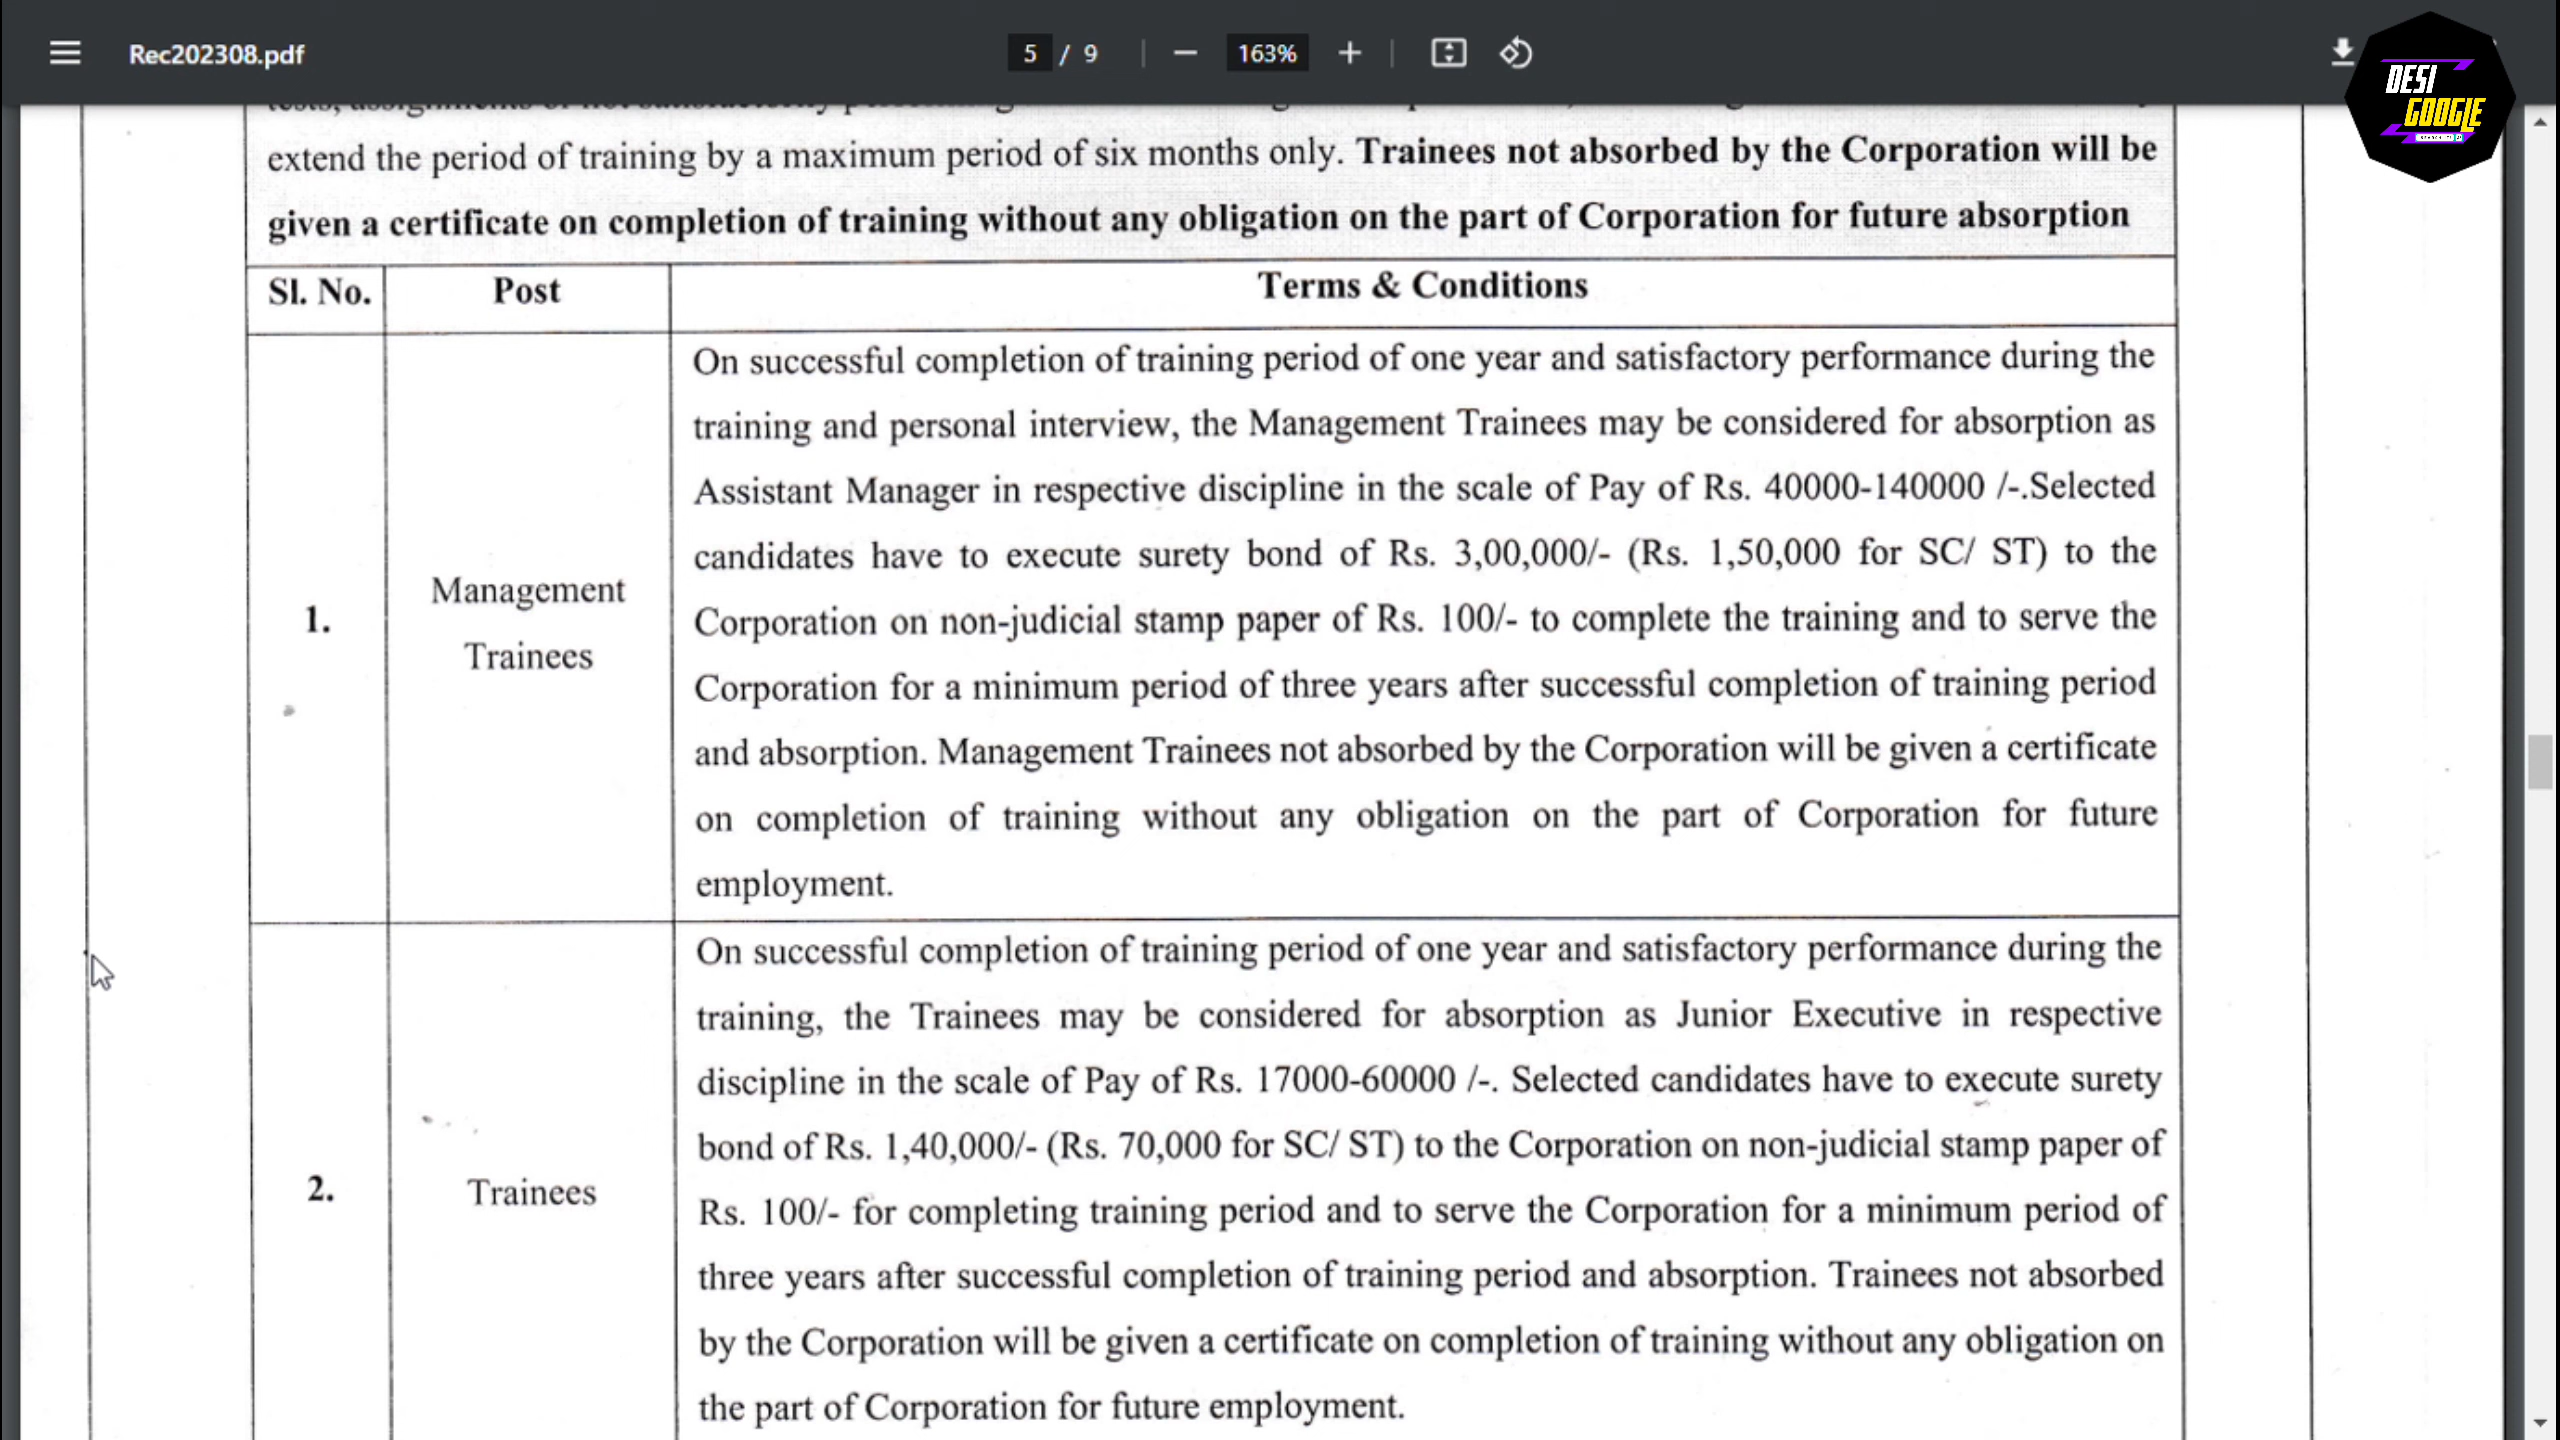 Rec202308.pdf
5 / 9
163%
DESI
GOOGLE
extend the period of training by a maximum period of six months only. Trainees not absorbed by the Corporation will be
given a certificate on completion of training without any obligation on the part of Corporation for future absorption
Sl. No.
Post
Terms & Conditions
1.
Management
Trainees
On successful completion of training period of one year and satisfactory performance during the
training and personal interview, the Management Trainees may be considered for absorption as
Assistant Manager in respective discipline in the scale of Pay of Rs. 40000-140000 /-.Selected
candidates have to execute surety bond of Rs. 3,00,000/- (Rs. 1,50,000 for SC/ ST) to the
Corporation on non-judicial stamp paper of Rs. 100/- to complete the training and to serve the
Corporation for a minimum period of three years after successful completion of training period
and absorption. Management Trainees not absorbed by the Corporation will be given a certificate
on completion of training without any obligation on the part of Corporation for future
employment.
2.
Trainees
On successful completion of training period of one year and satisfactory performance during the
training, the Trainees may be considered for absorption as Junior Executive in respective
discipline in the scale of Pay of Rs. 17000-60000 /-. Selected candidates have to execute surety
bond of Rs. 1,40,000/- (Rs. 70,000 for SC/ ST) to the Corporation on non-judicial stamp paper of
Rs. 100/- for completing training period and to serve the Corporation for a minimum period of
three years after successful completion of training period and absorption. Trainees not absorbed
by the Corporation will be given a certificate on completion of training without any obligation on
the part of Corporation for future employment.